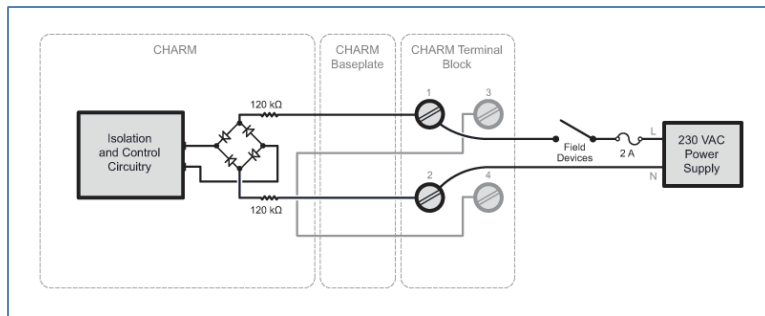 CHARM
CHARM
Baseplate
CHARM Terminal
Block
120 kΩ
1
3
Isolation
and Control
Circuitry
Field
Devices
2 A
L
N
230 VAC
Power
Supply
2
4
120 kΩ